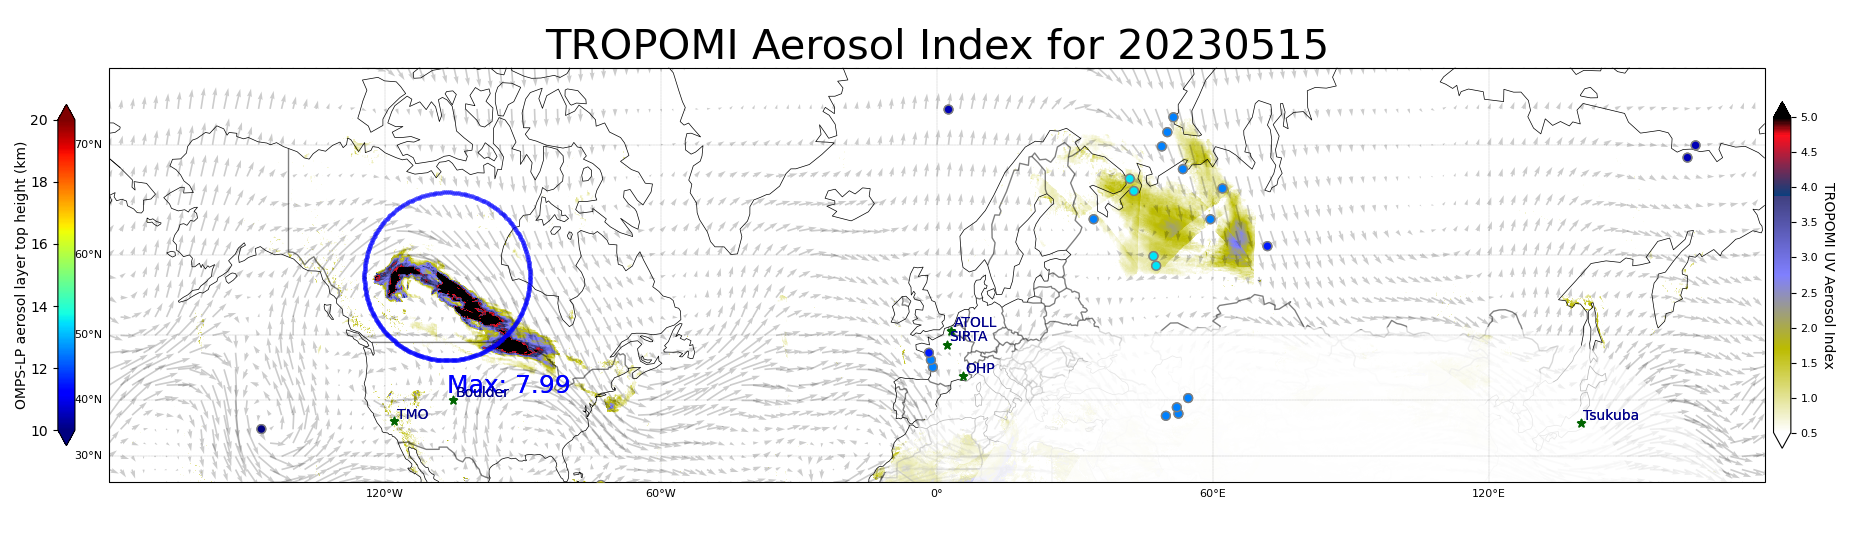 TROPOMI Aerosol Index for 20230515
OMPS-LP aerosol layer top height (km)
20
18
16
14
12
10
70°N
60°N
50°N
40°N
30°N
120°W
60°W
0°
60°E
120°E
Max: 7.99
Boulder
TMO
ATOLL
SIRTA
OHP
Tsukuba
5.0
4.5
4.0
3.5
3.0
2.5
2.0
1.5
1.0
0.5
TROPOMI UV Aerosol Index